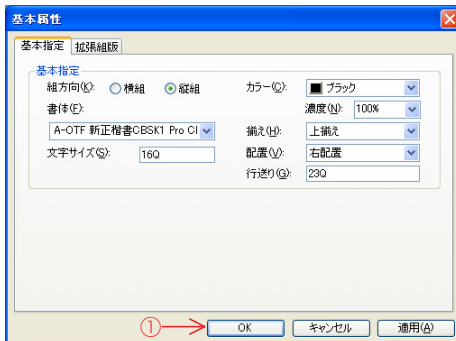 基本属性
基本指定 拡張組版
基本指定
組方向(K): 横組 縦組 カラー(C): ブラック
書体(F): 濃度(N): 100%
A-OTF 新正楷書CBSK1 Pro Cl 揃え(H): 上揃え
文字サイズ(S): 16Q 配置(V): 右配置
行送り(G): 23Q
① OK キャンセル 適用(A)